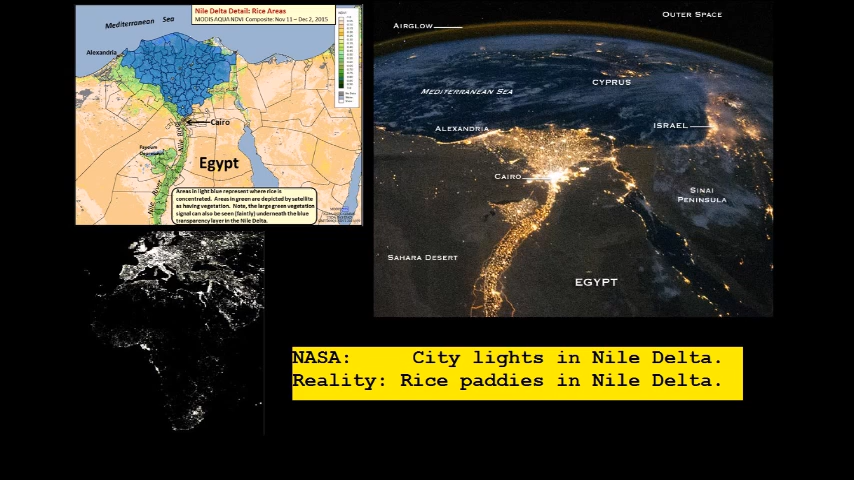 Nile Delta Detail: Rice Areas
MODIS AQUA NDVI Composite: Nov 11 – Dec 2, 2015
Mediterranean Sea
Alexandria
Cairo
Fayoum
Depression
Egypt
Areas in light blue represent where rice is
concentrated. Areas in green are depicted by satellite
as having vegetation. Note, the large green vegetation
signal can also be seen (faintly) underneath the blue
transparency layer in the Nile Delta.
OUTER SPACE
AIRGLOW
CYPRUS
MEDITERRANEAN SEA
ISRAEL
ALEXANDRIA
CAIRO
SINAI
PENINSULA
SAHARA DESERT
EGYPT
NASA: City lights in Nile Delta.
Reality: Rice paddies in Nile Delta.